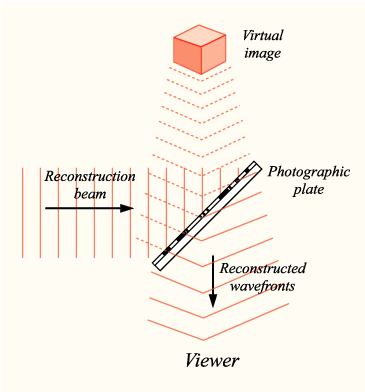 Virtual
image
Reconstruction
beam
Photographic
plate
Reconstructed
wavefronts
Viewer